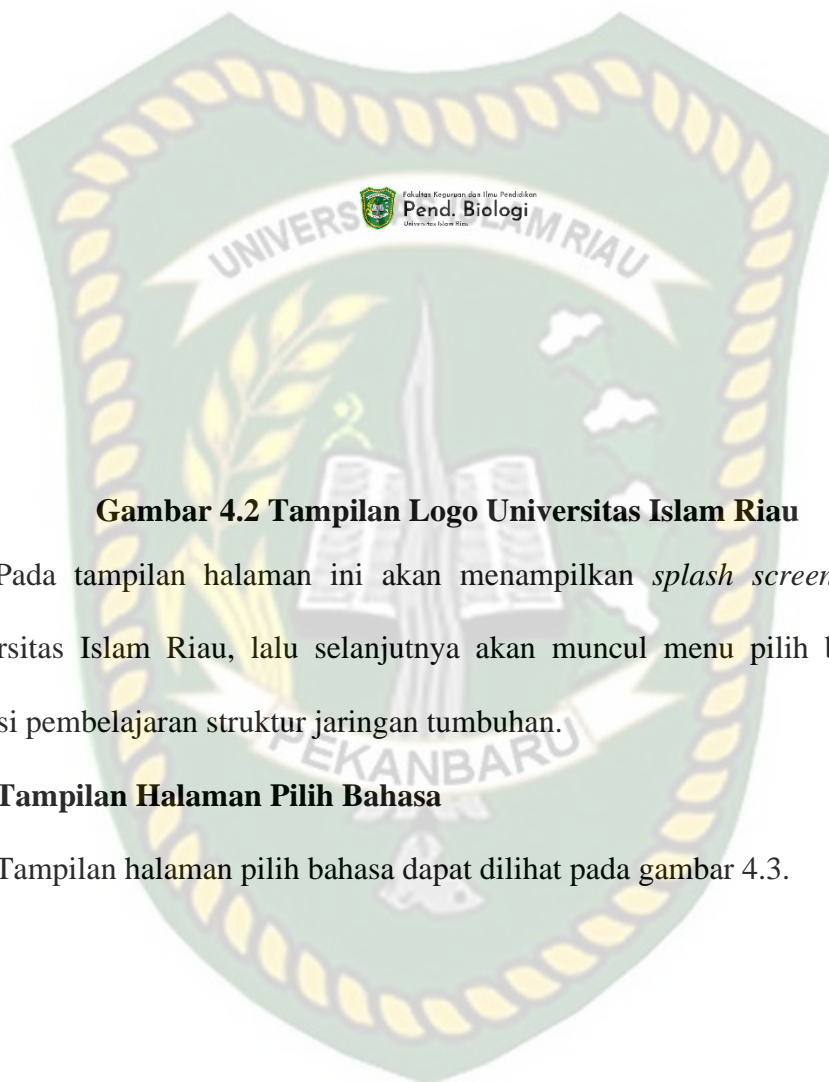 Fakultas Keguruan dan Ilmu Pendidikan
Pend. Biologi
Universitas Islam Riau
UNIVERS LAM RIAU
Gambar 4.2 Tampilan Logo Universitas Islam Riau
Pada tampilan halaman ini akan menampilkan splash screen
rsitas Islam Riau, lalu selanjutnya akan muncul menu pilih b
si pembelajaran struktur jaringan tumbuhan.
PEKANBARU
Tampilan Halaman Pilih Bahasa
Tampilan halaman pilih bahasa dapat dilihat pada gambar 4.3.